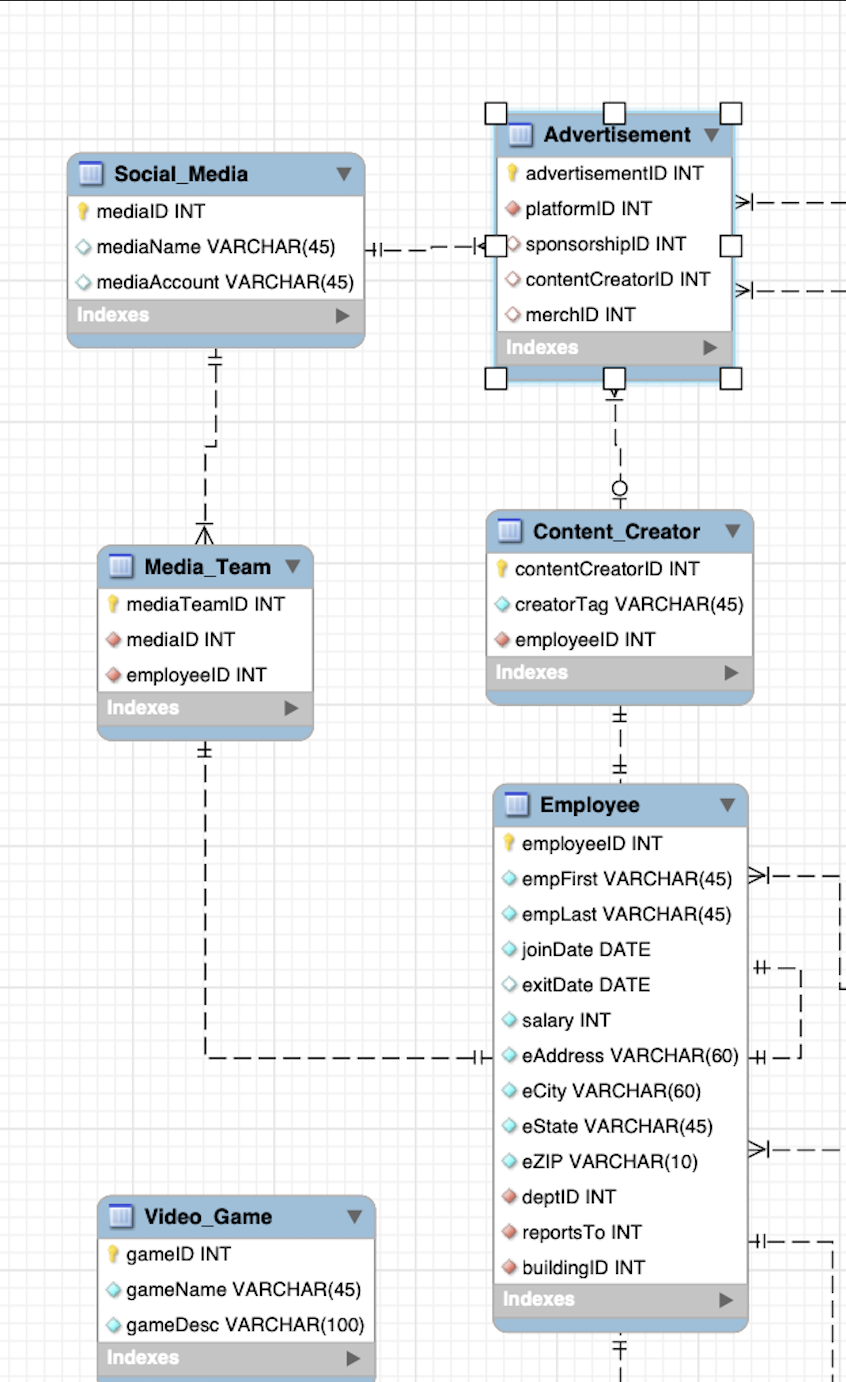 Social_Media
mediaID INT
mediaName VARCHAR(45)
mediaAccount VARCHAR(45)
Indexes
Advertisement
advertisementID INT
platformID INT
sponsorshipID INT
contentCreatorID INT
merchID INT
Indexes
Media_Team
mediaTeamID INT
mediaID INT
employeeID INT
Indexes
Content_Creator
contentCreatorID INT
creatorTag VARCHAR(45)
employeeID INT
Indexes
Employee
employeeID INT
empFirst VARCHAR(45)
empLast VARCHAR(45)
joinDate DATE
exitDate DATE
salary INT
eAddress VARCHAR(60)
eCity VARCHAR(60)
eState VARCHAR(45)
eZIP VARCHAR(10)
deptID INT
reportsTo INT
buildingID INT
Indexes
Video_Game
gameID INT
gameName VARCHAR(45)
gameDesc VARCHAR(100)
Indexes